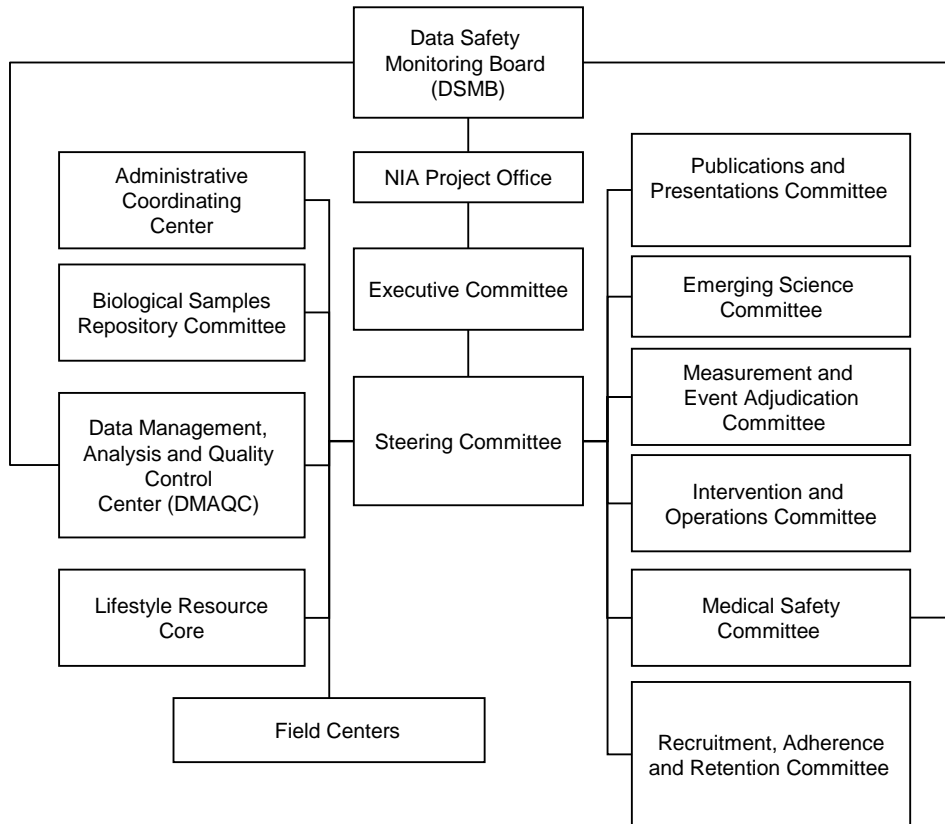 Data Safety
Monitoring Board
(DSMB)
NIA Project Office
Executive Committee
Steering Committee
Administrative
Coordinating
Center
Biological Samples
Repository Committee
Data Management,
Analysis and Quality
Control
Center (DMAQC)
Lifestyle Resource
Core
Field Centers
Publications and
Presentations Committee
Emerging Science
Committee
Measurement and
Event Adjudication
Committee
Intervention and
Operations Committee
Medical Safety
Committee
Recruitment, Adherence
and Retention Committee